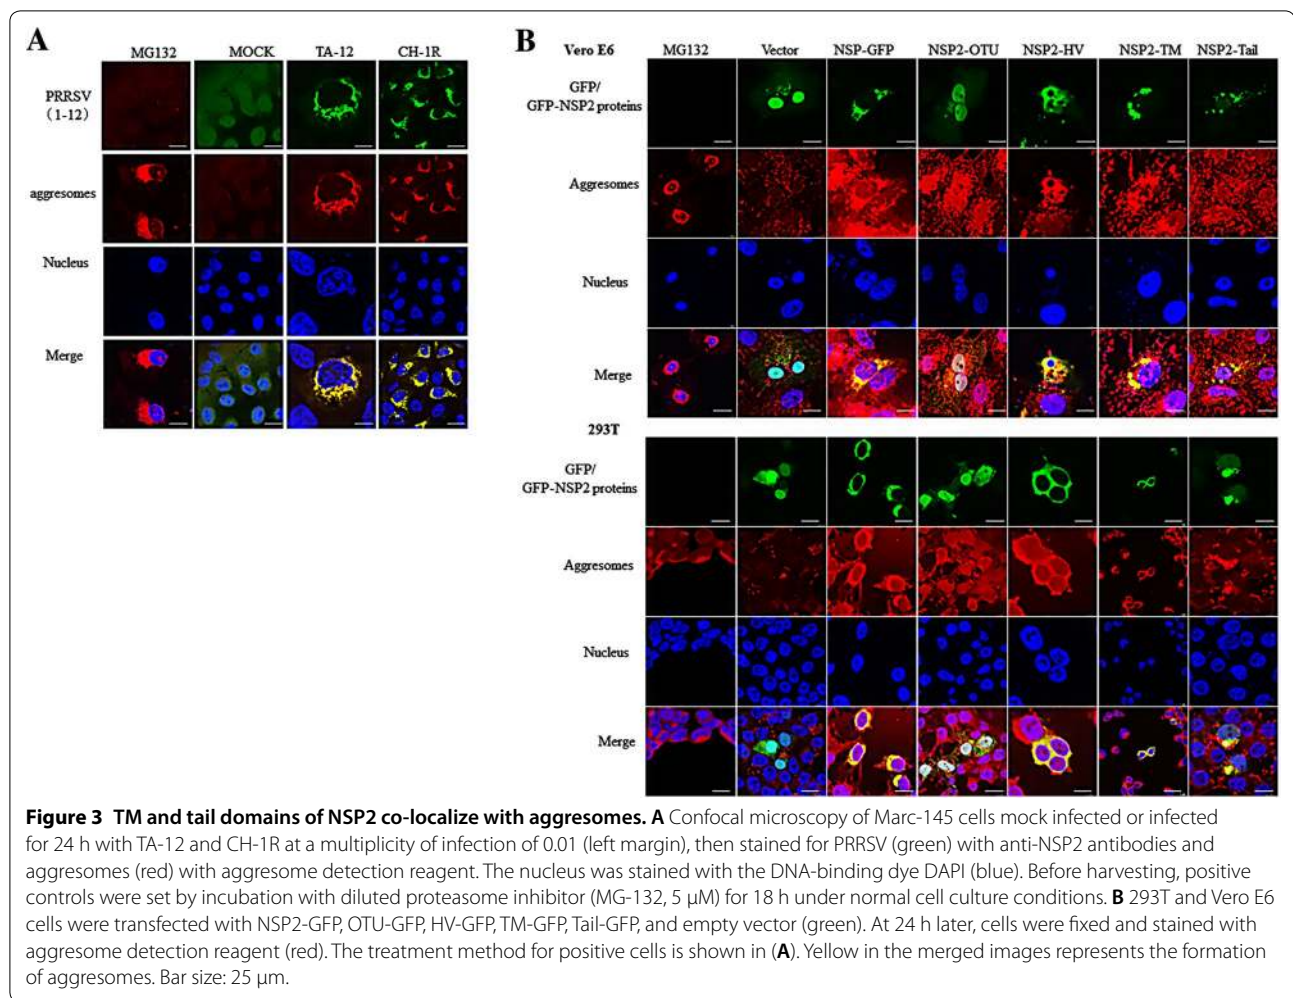 A
MG132 MOCK TA-12 CH-1R
PRRSV
(1-12)
aggresomes
Nucleus
Merge
B
Vero E6 MG132 Vector NSP-GFP NSP2-OTU NSP2-HV NSP2-TM NSP2-Tail
GFP/
GFP-NSP2 proteins
Aggresomes
Nucleus
Merge
293T
GFP/
GFP-NSP2 proteins
Aggresomes
Nucleus
Merge
Figure 3 TM and tail domains of NSP2 co-localize with aggresomes. A Confocal microscopy of Marc-145 cells mock infected or infected
for 24 h with TA-12 and CH-1R at a multiplicity of infection of 0.01 (left margin), then stained for PRRSV (green) with anti-NSP2 antibodies and
aggresomes (red) with aggresome detection reagent. The nucleus was stained with the DNA-binding dye DAPI (blue). Before harvesting, positive
controls were set by incubation with diluted proteasome inhibitor (MG-132, 5 μM) for 18 h under normal cell culture conditions. B 293T and Vero E6
cells were transfected with NSP2-GFP, OTU-GFP, HV-GFP, TM-GFP, Tail-GFP, and empty vector (green). At 24 h later, cells were fixed and stained with
aggresome detection reagent (red). The treatment method for positive cells is shown in (A). Yellow in the merged images represents the formation
of aggresomes. Bar size: 25 μm.